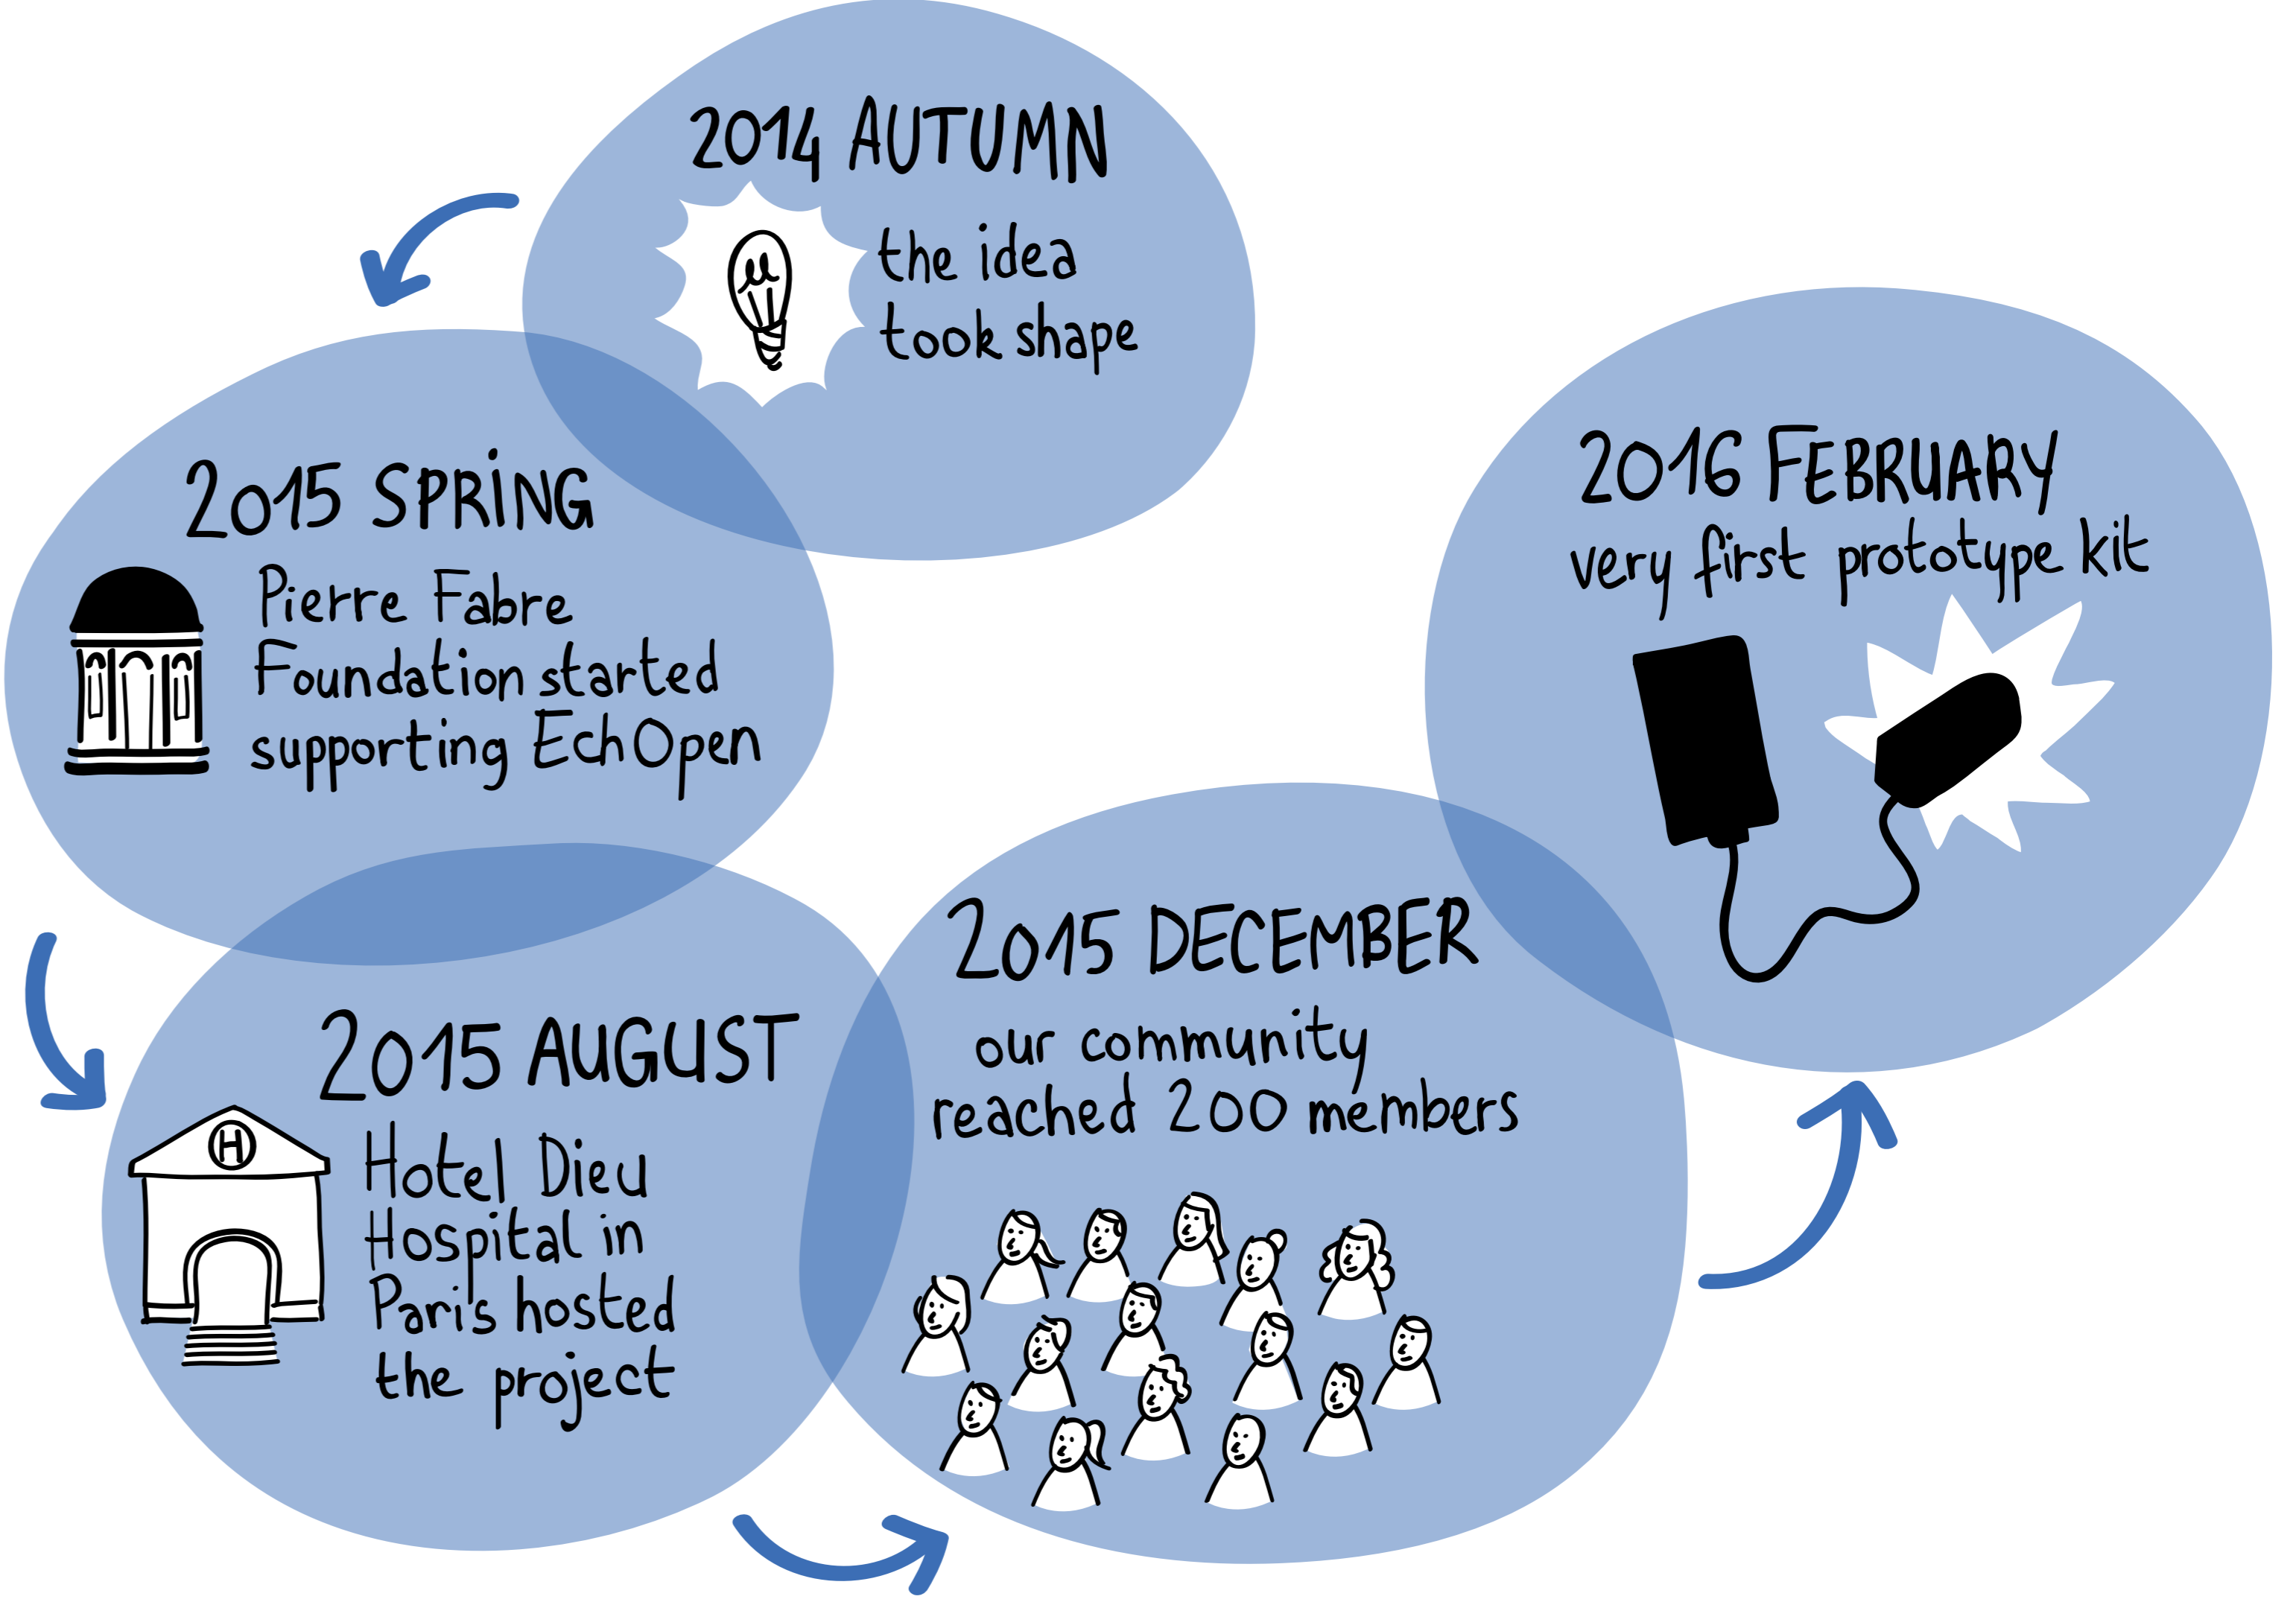 2014 AUTUMN
the idea
took shape
2015 SPRING
Pierre Fabre
Foundation started
supporting EchOpen
2015 AUGUST
H
Hotel Dieu
Hospital in
Paris hosted
the project
2015 DECEMBER
our community
reached 200 members
2016 FEBRUARY
very first prototype kit